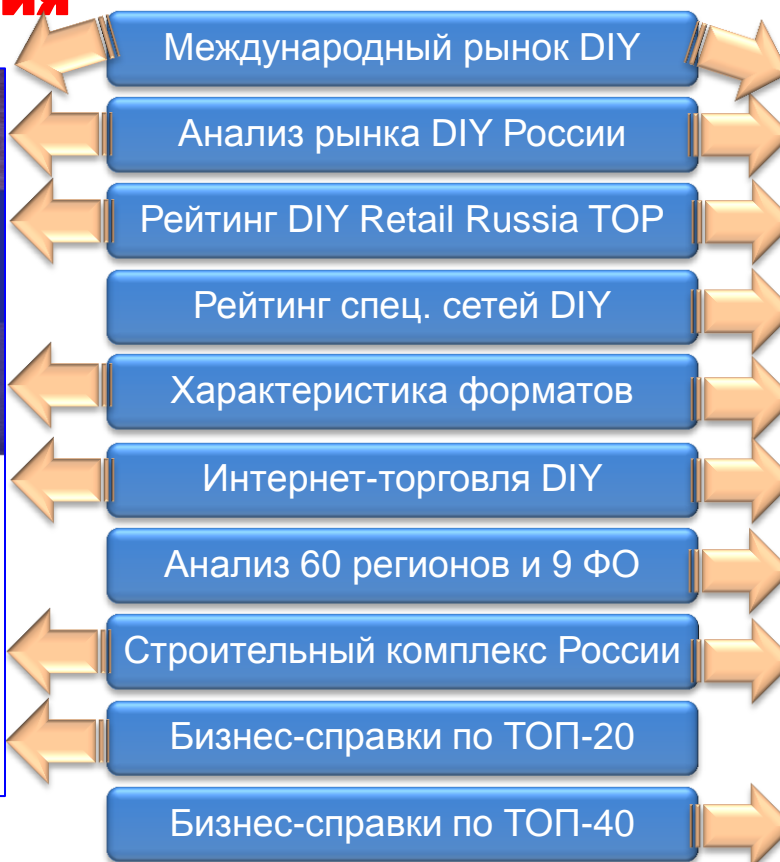 ия
Международный рынок DIY
Анализ рынка DIY России
Рейтинг DIY Retail Russia TOP
Рейтинг спец. сетей DIY
Характеристика форматов
Интернет-торговля DIY
Анализ 60 регионов и 9 ФО
Строительный комплекс России
Бизнес-справки по ТОП-20
Бизнес-справки по ТОП-40